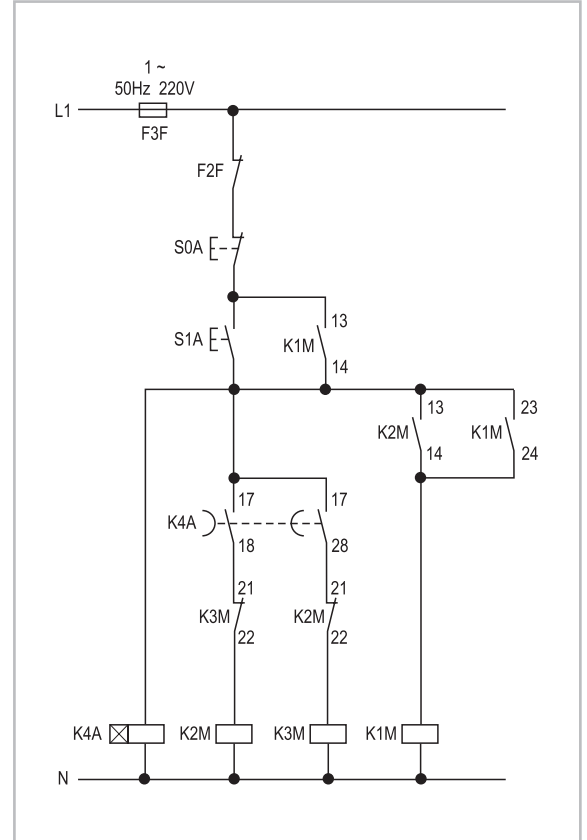 1 ~
50Hz 220V
L1
F3F
F2F
S0A
13
S1A
K1M
14
13
23
K2M
K1M
14
24
17
17
K4A
18
28
21
21
K3M
K2M
22
22
K4A
K2M
K3M
K1M
N